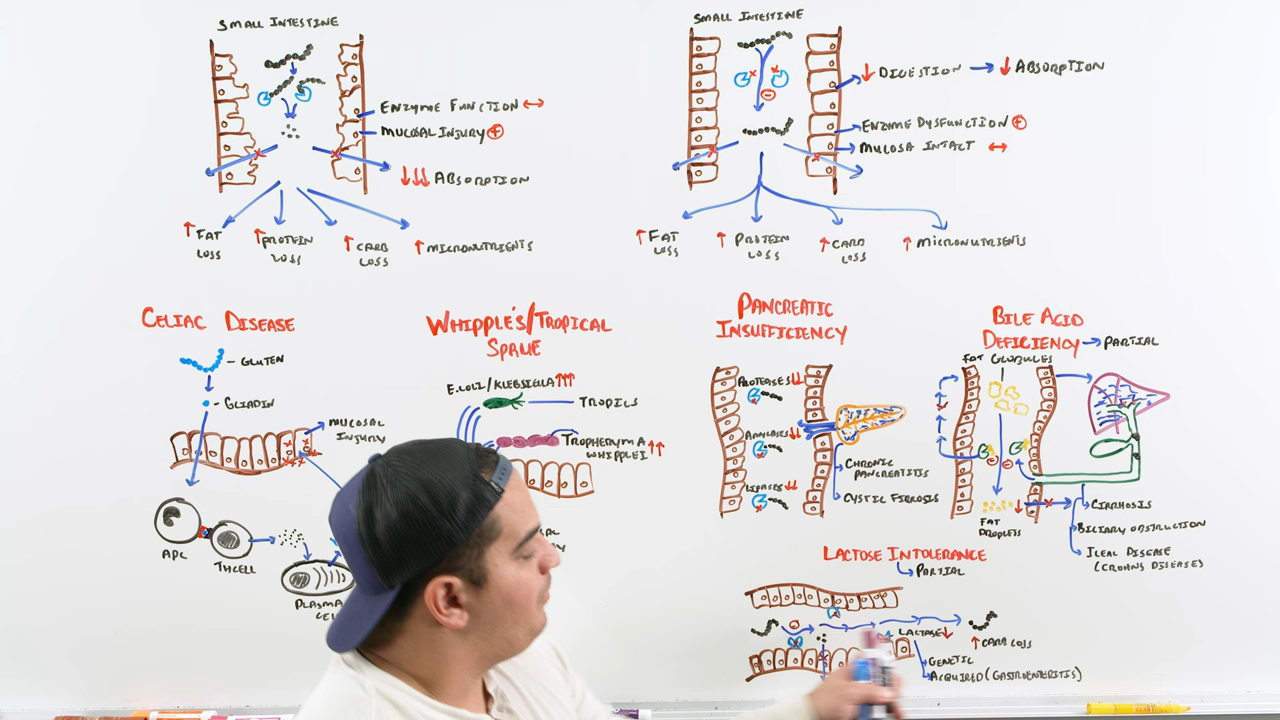 SMALL INTESTINE
ENZYME FUNCTION
MUCOSAL INJURY +
↓↓↓ ABSORPTION
↑ FAT LOSS
↑ PROTEIN LOSS
↑ CARB LOSS
↑ MICRONUTRIENTS
SMALL INTESTINE
↓ DIGESTION → ↓ ABSORPTION
ENZYME DYSFUNCTION +
MULOSA INTACT
↑ FAT LOSS
↑ PROTEIN LOSS
↑ CARB LOSS
↑ MICRONUTRIENTS
CELIAC DISEASE
GLUTEN
GLIADIN
MUCOSAL
INJURY
APC
TH CELL
PLASMA
WHIPPLE'S/TROPICAL
SPRUE
E.COLI/KLEBSIELLA ↑↑↑
TROPICS
TROPHERYMA
WHIPPLEI ↑↑
PANCREATIC
INSUFFICIENCY
PROTEASES ↓↓
AMYLASES ↓↓
LIPASES ↓↓
CHRONIC
PANCREATITIS
CYSTIC FIBROSIS
BILE ACID
DEFICIENCY → PARTIAL
FAT GLOBULES
FAT
DROPLETS
CIRRHOSIS
BILIARY OBSTRUCTION
ILEAL DISEASE
(CROHNS DISEASES
LACTOSE INTOLERANCE
PARTIAL
LACTASE ↓
↑ CARB LOSS
GENETIC
ACQUIRED (GASTROENTERITIS)